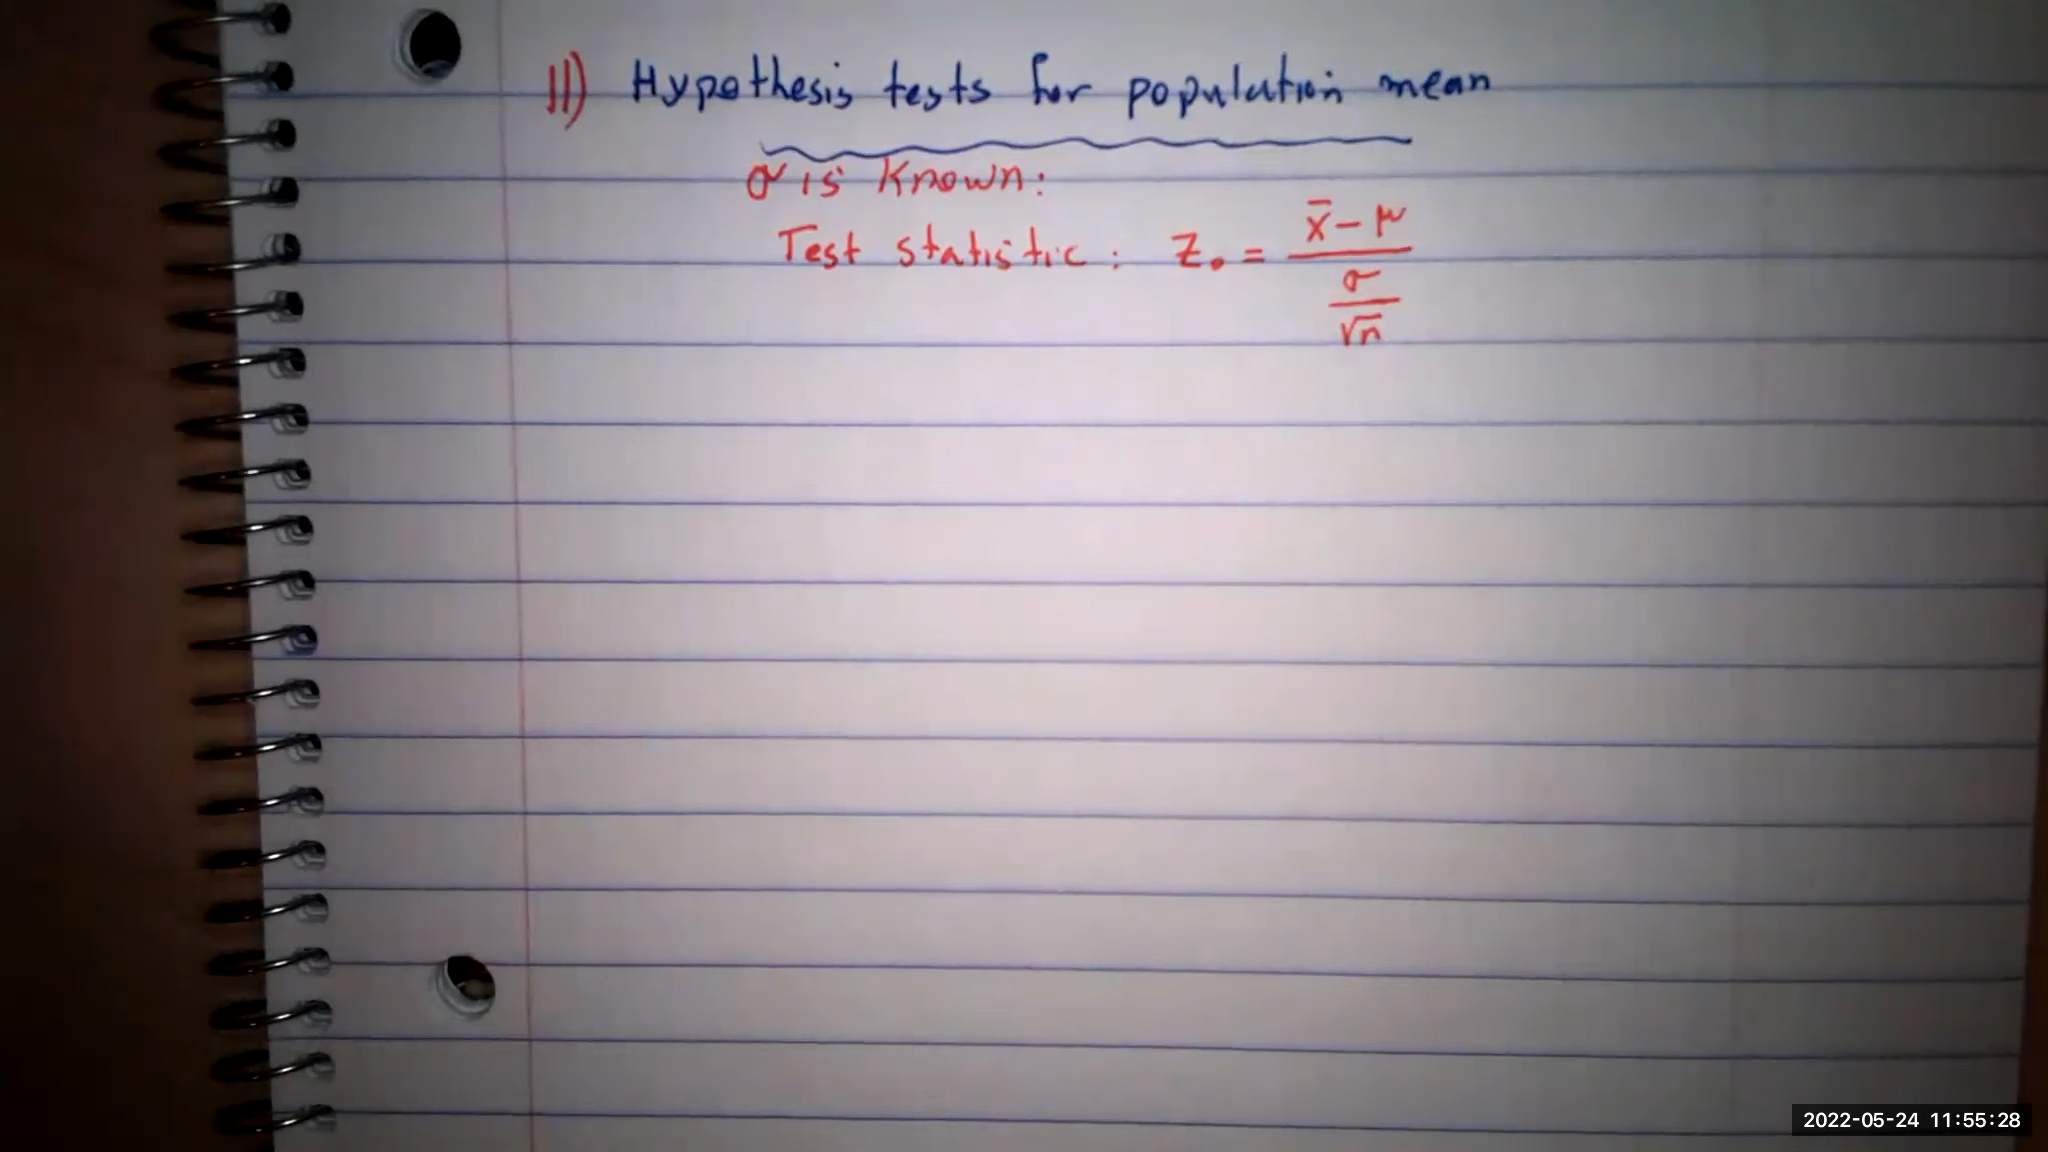 11) Hypothesis tests for population mean
σ is Known:
Test statistic: Z₀ = (x̄ - μ) / (σ / √n)
2022-05-24 11:55:28